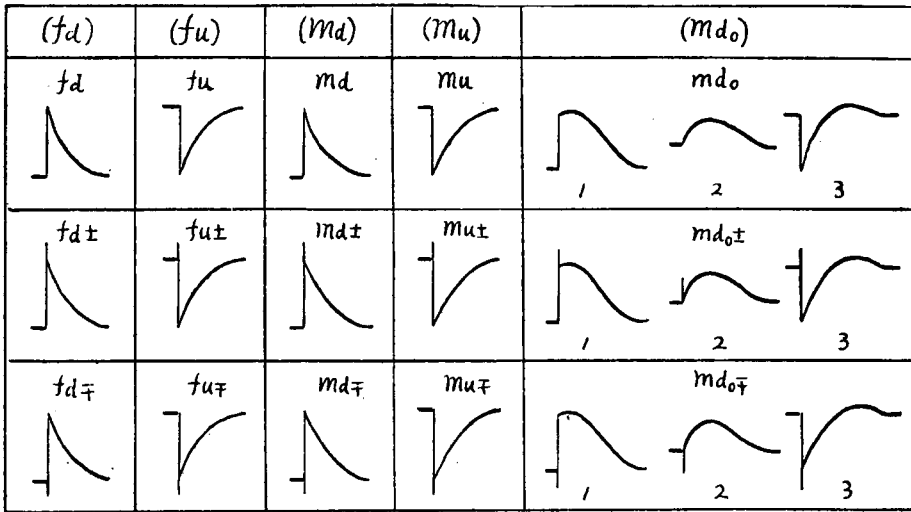 (fd) (fu) (Md) (Mu) (Md₀)
fd fu md mu md₀
1 2 3
fd± fu± md± mu± md₀±
1 2 3
fd∓ fu∓ md∓ mu∓ md₀∓
1 2 3